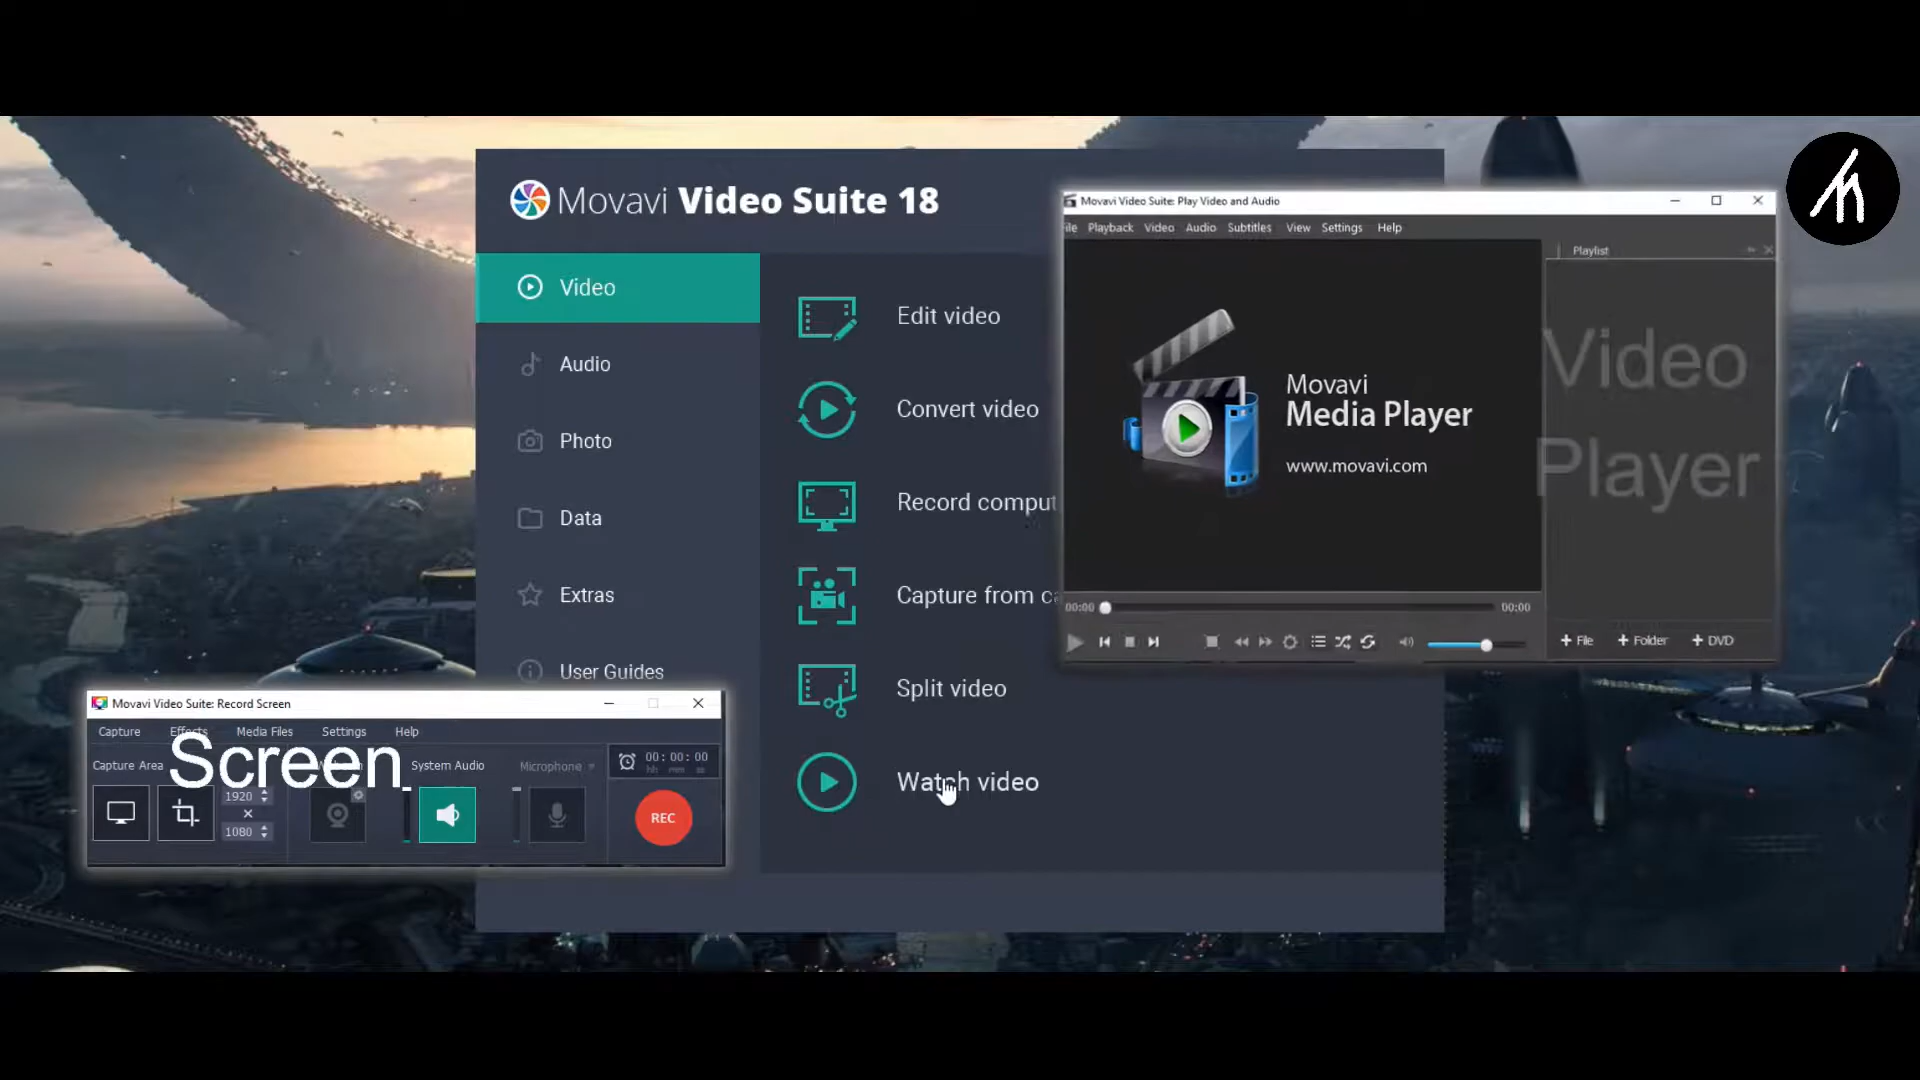 Movavi Video Suite 18
Video
Audio
Photo
Data
Extras
User Guides
Edit video
Convert video
Record comput
Capture from c
Split video
Watch video
Movavi Video Suite: Play Video and Audio
ile Playback Video Audio Subtitles View Settings Help
Playlist
Movavi
Media Player
www.movavi.com
Video
Player
00:00 00:00
+ File + Folder + DVD
Movavi Video Suite: Record Screen
Capture Effects Media Files Settings Help
Screen
Capture Area System Audio Microphone
00: 00: 00
hh mm ss
1920
×
1080
REC